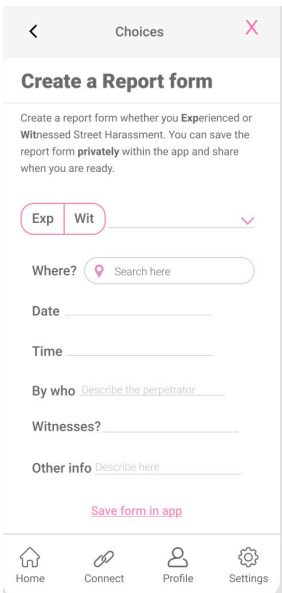 Choices X
Create a Report form
Create a report form whether you Experienced or
Witnessed Street Harassment. You can save the
report form privately within the app and share
when you are ready.
Exp Wit
Where? Search here
Date
Time
By who Describe the perpetrator
Witnesses?
Other info Describe here
Save form in app
Home Connect Profile Settings